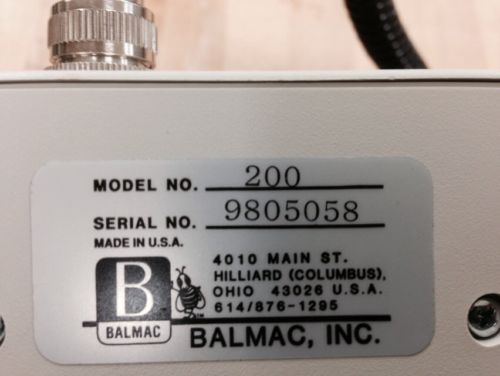 MODEL NO. 200
SERIAL NO. 9805058
MADE IN U.S.A.
4010 MAIN ST.
HILLIARD (COLUMBUS),
OHIO 43026 U.S.A.
614/876-1295
B
BALMAC
BALMAC, INC.